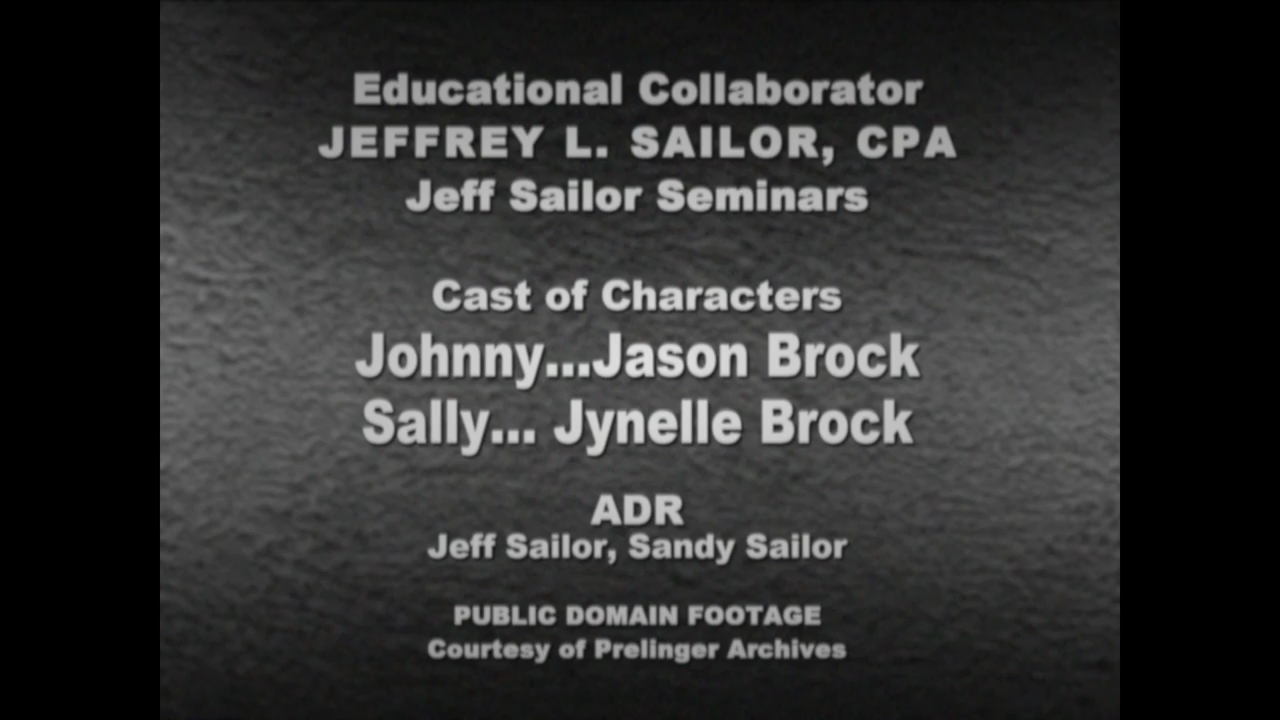 Educational Collaborator
JEFFREY L. SAILOR, CPA
Jeff Sailor Seminars
Cast of Characters
Johnny...Jason Brock
Sally... Jynelle Brock
ADR
Jeff Sailor, Sandy Sailor
PUBLIC DOMAIN FOOTAGE
Courtesy of Prelinger Archives